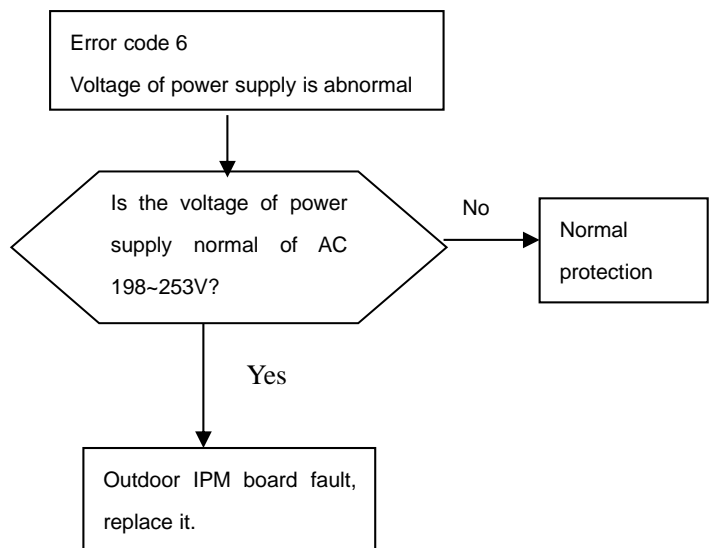 Error code 6
Voltage of power supply is abnormal
Is the voltage of power
supply normal of AC
198~253V?
No
Normal
protection
Yes
Outdoor IPM board fault,
replace it.